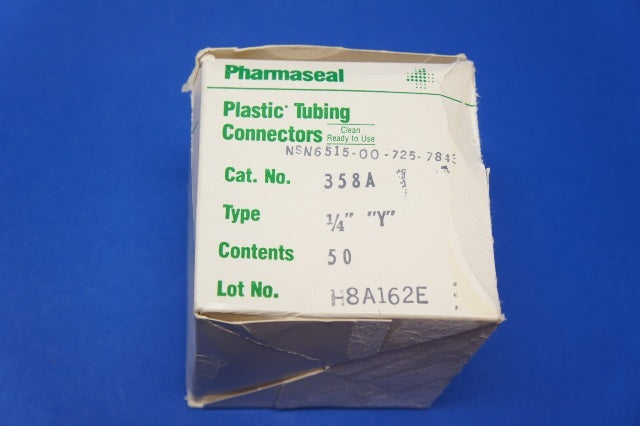 Pharmaseal
Plastic* Tubing
Connectors Clean
Ready to Use
NSN6515-00-725-7843
Cat. No. 358A
Type 1/4" "Y"
Contents 50
Lot No. H8A162E